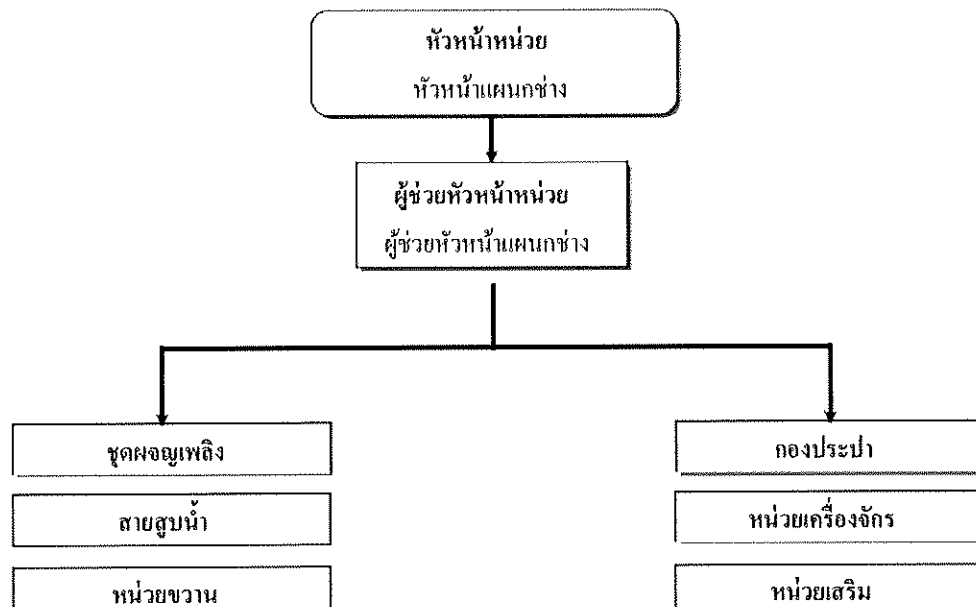 หัวหน้าหน่วย
หัวหน้าแผนกช่าง
ผู้ช่วยหัวหน้าหน่วย
ผู้ช่วยหัวหน้าแผนกช่าง
ชุดผจญเพลิง
สายสูบน้ำ
หน่วยขวาน
กองประปา
หน่วยเครื่องจักร
หน่วยเสริม